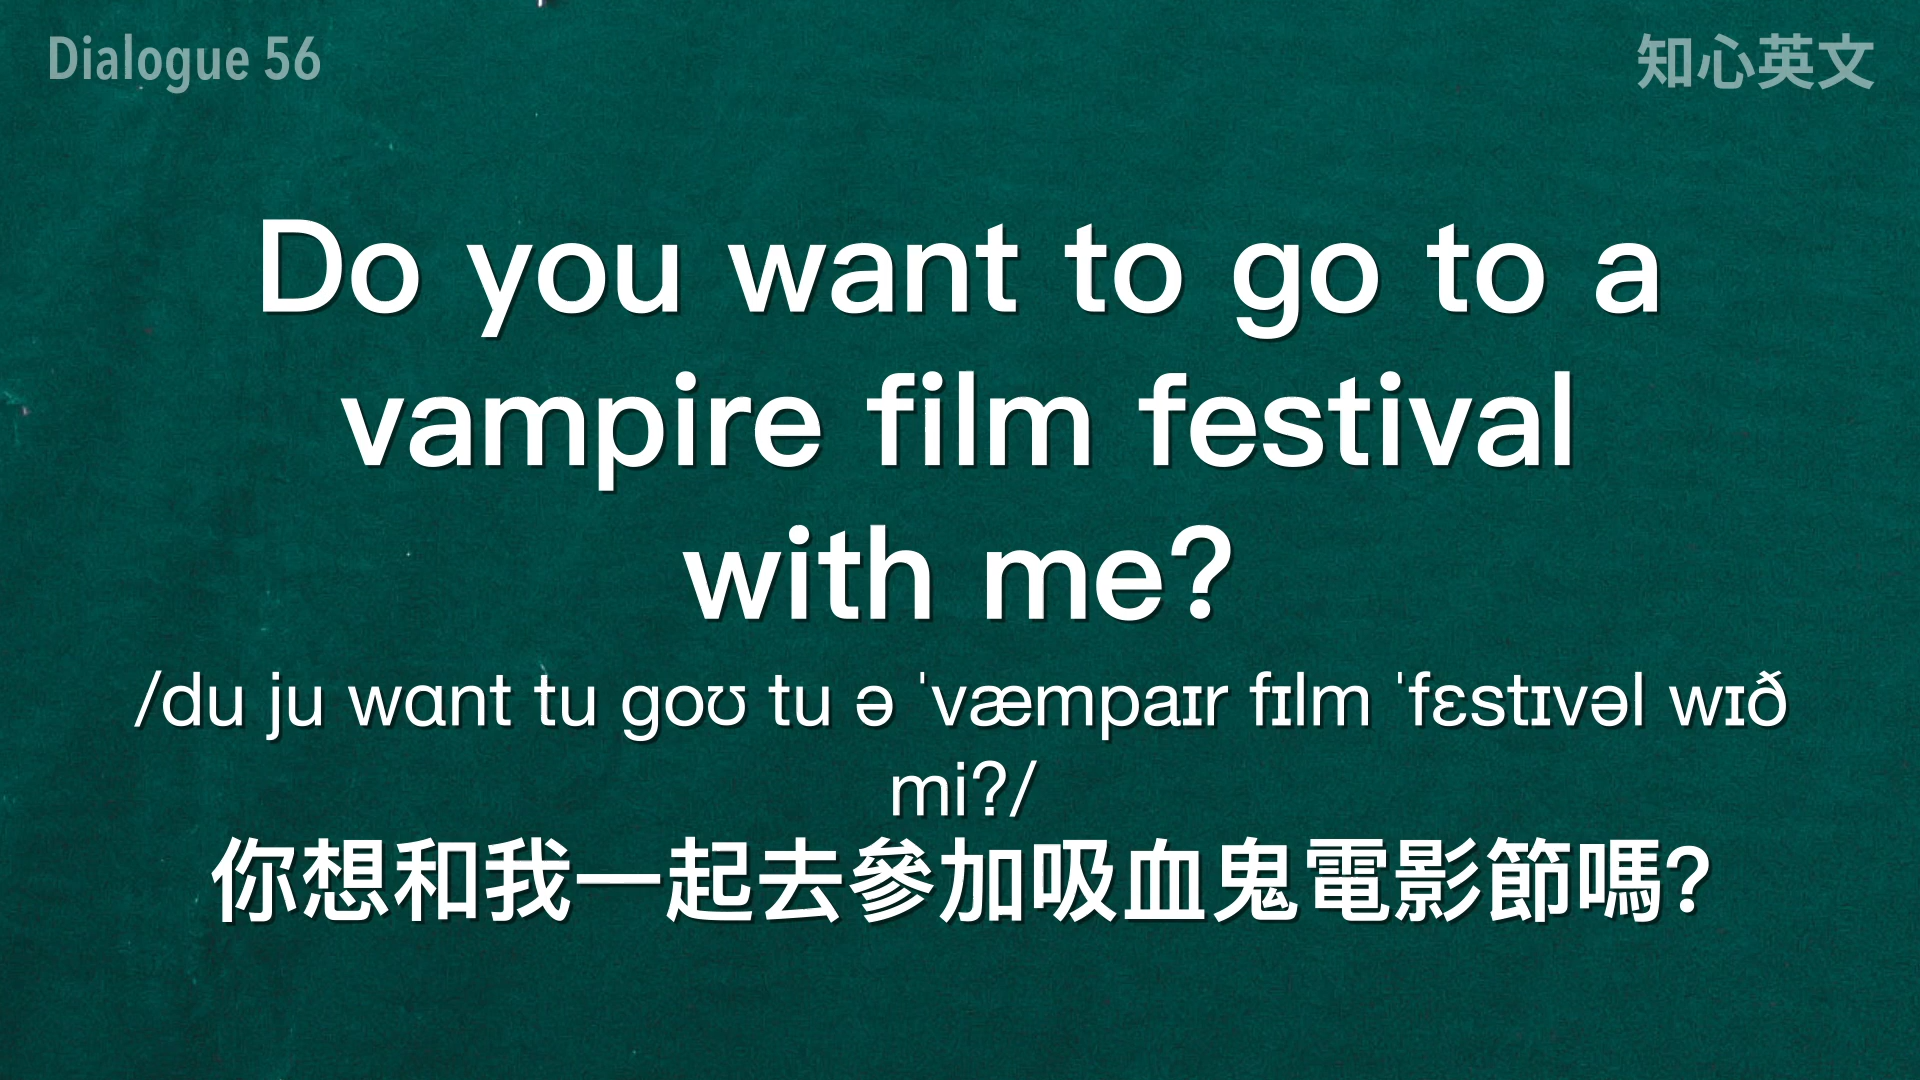 Dialogue 56
知心英文
Do you want to go to a
vampire film festival
with me?
/du ju wɑnt tu ɡoʊ tu ə ˈvæmpaɪr fɪlm ˈfɛstɪvəl wɪð
mi?/
你想和我一起去參加吸血鬼電影節嗎?